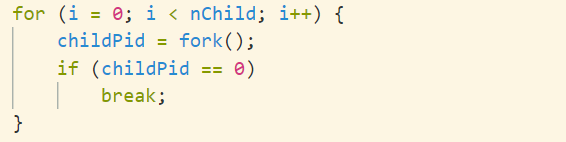 for (i = 0; i < nChild; i++) {
    childPid = fork();
    if (childPid == 0)
        break;
}